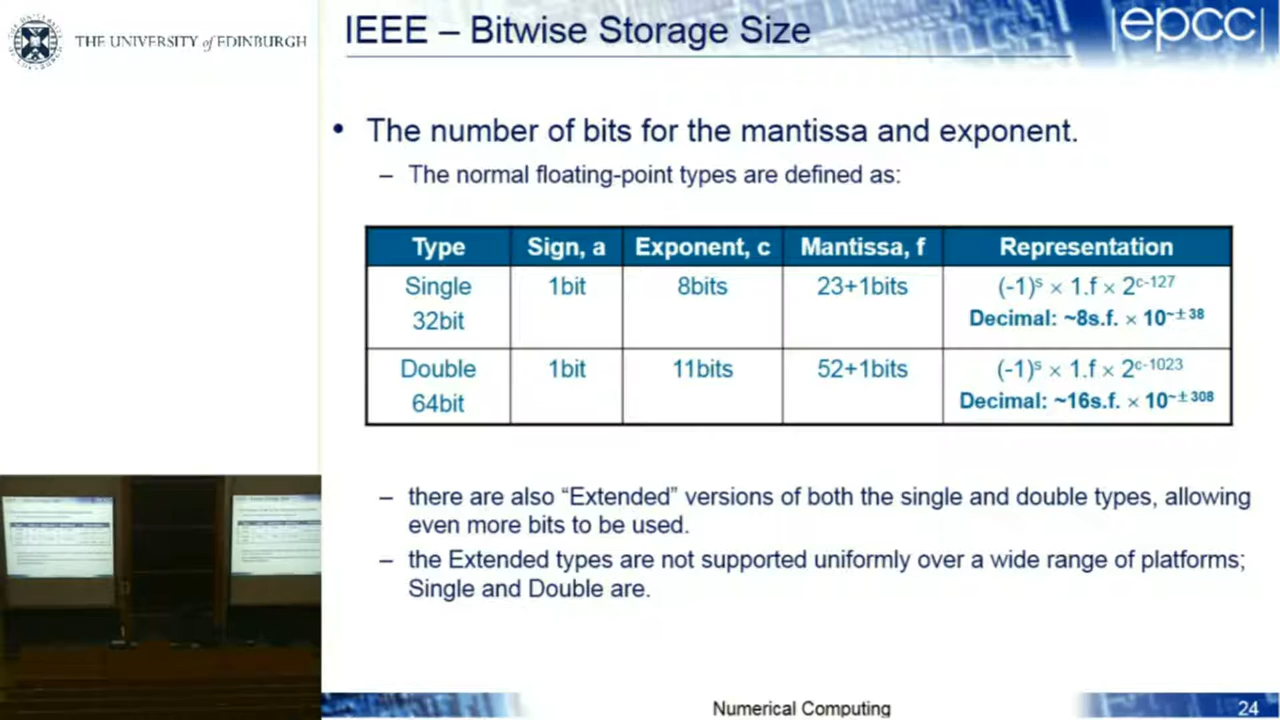 THE UNIVERSITY of EDINBURGH
IEEE – Bitwise Storage Size
|epcc|
• The number of bits for the mantissa and exponent.
– The normal floating-point types are defined as:
Type Sign, a Exponent, c Mantissa, f Representation
Single 1bit 8bits 23+1bits (-1)ˢ × 1.f × 2ᶜ⁻¹²⁷
32bit Decimal: ~8s.f. × 10~±³⁸
Double 1bit 11bits 52+1bits (-1)ˢ × 1.f × 2ᶜ⁻¹⁰²³
64bit Decimal: ~16s.f. × 10~±³⁰⁸
– there are also “Extended” versions of both the single and double types, allowing
even more bits to be used.
– the Extended types are not supported uniformly over a wide range of platforms;
Single and Double are.
Numerical Computing
24